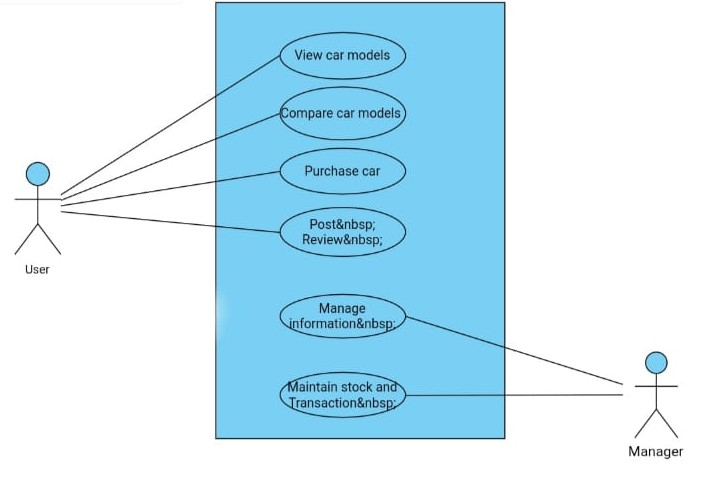 View car models
Compare car models
Purchase car
Post&nbsp;
Review&nbsp;
User
Manage
information&nbsp;
Maintain stock and
Transaction&nbsp;
Manager